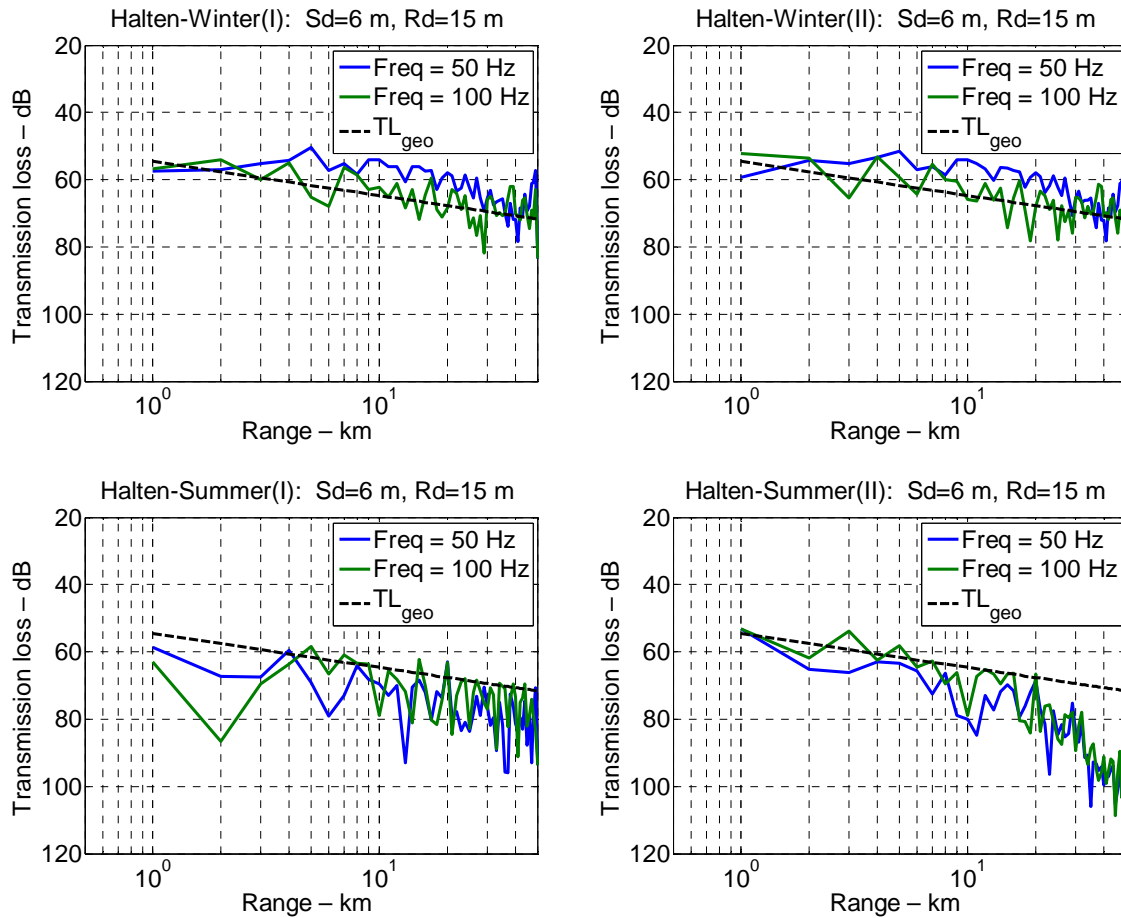 Halten-Winter(I): Sd=6 m, Rd=15 m
20
40
60
80
100
120
Transmission loss – dB
Freq = 50 Hz
Freq = 100 Hz
TL_geo
10^0
10^1
Range – km
Halten-Winter(II): Sd=6 m, Rd=15 m
20
40
60
80
100
120
Transmission loss – dB
Freq = 50 Hz
Freq = 100 Hz
TL_geo
10^0
10^1
Range – km
Halten-Summer(I): Sd=6 m, Rd=15 m
20
40
60
80
100
120
Transmission loss – dB
Freq = 50 Hz
Freq = 100 Hz
TL_geo
10^0
10^1
Range – km
Halten-Summer(II): Sd=6 m, Rd=15 m
20
40
60
80
100
120
Transmission loss – dB
Freq = 50 Hz
Freq = 100 Hz
TL_geo
10^0
10^1
Range – km